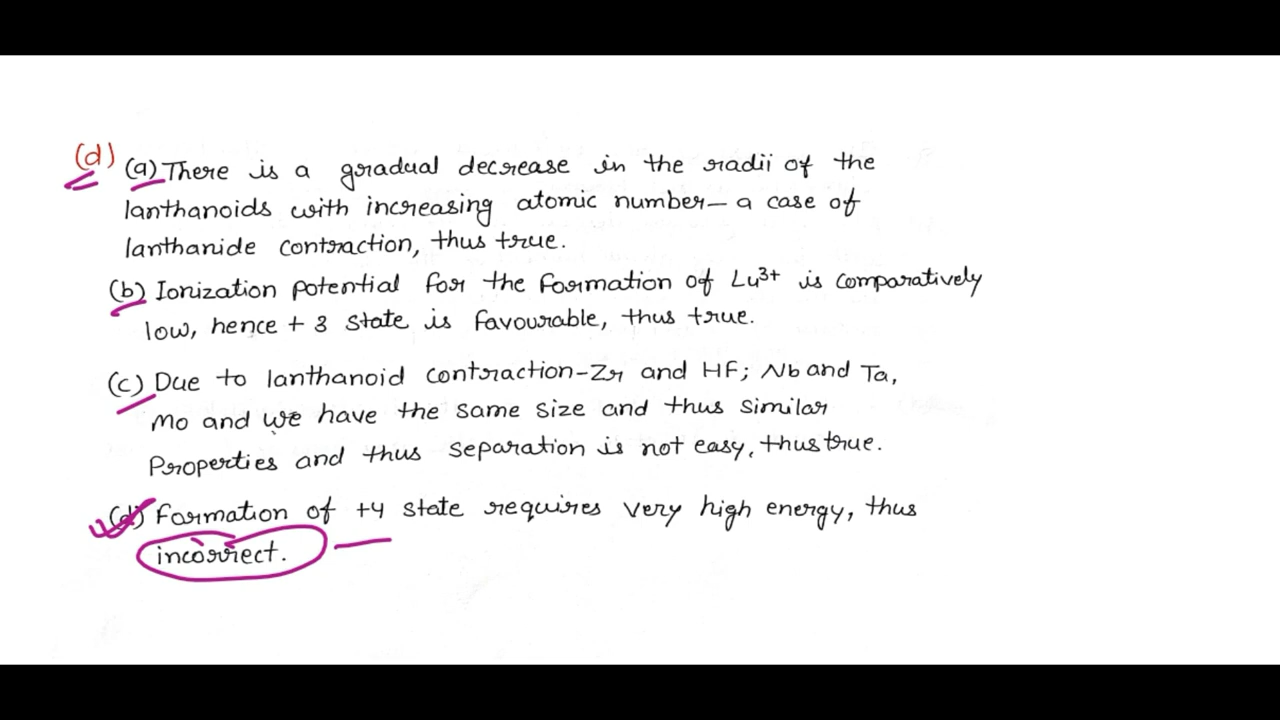 (d) (a) There is a gradual decrease in the radii of the
lanthanoids with increasing atomic number– a case of
lanthanide contraction, thus true.
(b) Ionization potential for the formation of Lu³⁺ is comparatively
low, hence + 3 state is favourable, thus true.
(c) Due to lanthanoid contraction-Zr and HF; Nb and Ta,
Mo and we have the same size and thus similar
Properties and thus separation is not easy, thus true.
(d) Formation of +4 state requires very high energy, thus
incorrect.